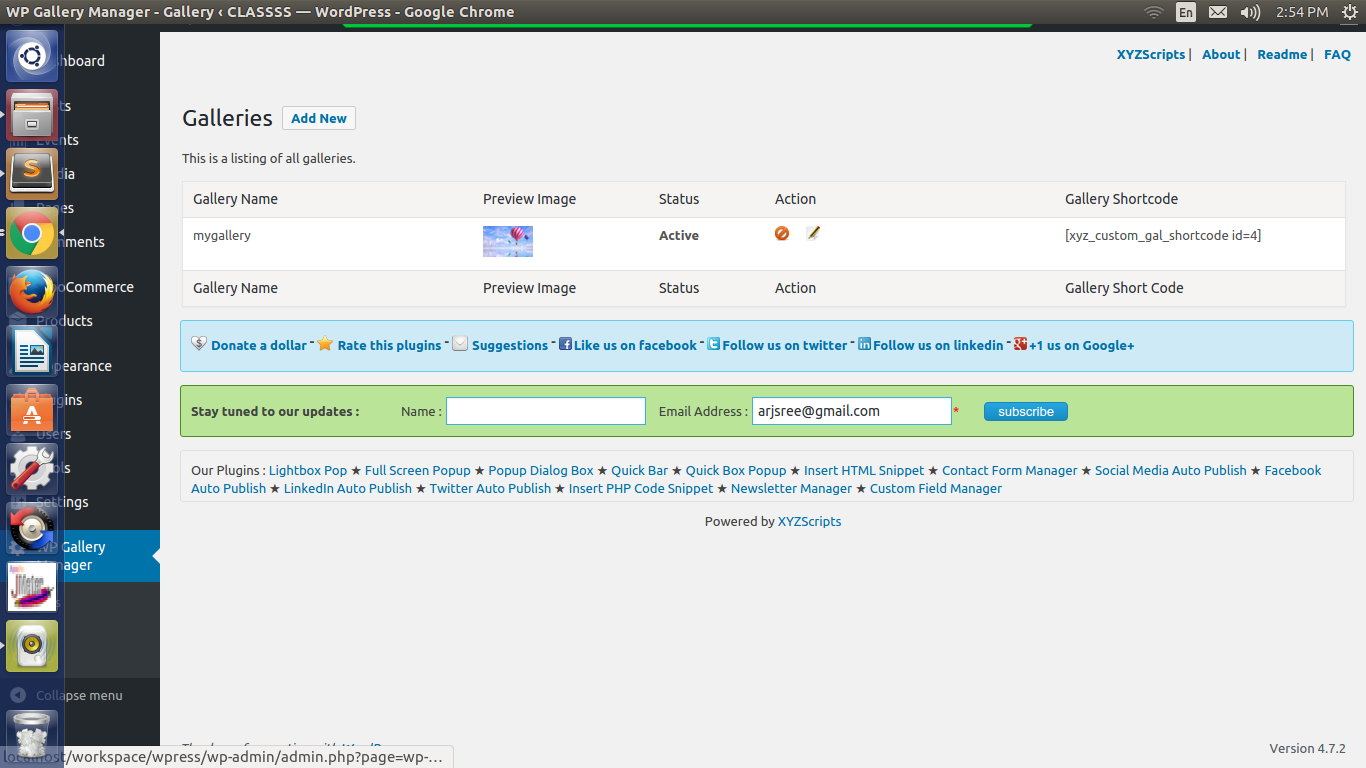 WP Gallery Manager - Gallery ‹ CLASSSS — WordPress - Google Chrome
En
2:54 PM
XYZScripts | About | Readme | FAQ
Galleries
Add New
This is a listing of all galleries.
Gallery Name Preview Image Status Action Gallery Shortcode
mygallery Active [xyz_custom_gal_shortcode id=4]
Gallery Name Preview Image Status Action Gallery Short Code
Donate a dollar - Rate this plugins - Suggestions - Like us on facebook - Follow us on twitter - Follow us on linkedin - +1 us on Google+
Stay tuned to our updates : Name : Email Address : arjsree@gmail.com * subscribe
Our Plugins : Lightbox Pop ★ Full Screen Popup ★ Popup Dialog Box ★ Quick Bar ★ Quick Box Popup ★ Insert HTML Snippet ★ Contact Form Manager ★ Social Media Auto Publish ★ Facebook
Auto Publish ★ LinkedIn Auto Publish ★ Twitter Auto Publish ★ Insert PHP Code Snippet ★ Newsletter Manager ★ Custom Field Manager
Powered by XYZScripts
hboard
Events
dia
ges
nments
oCommerce
Products
pearance
gins
Users
ols
Settings
WP Gallery
nager
Collapse menu
localhost/workspace/wpress/wp-admin/admin.php?page=wp-…
Version 4.7.2